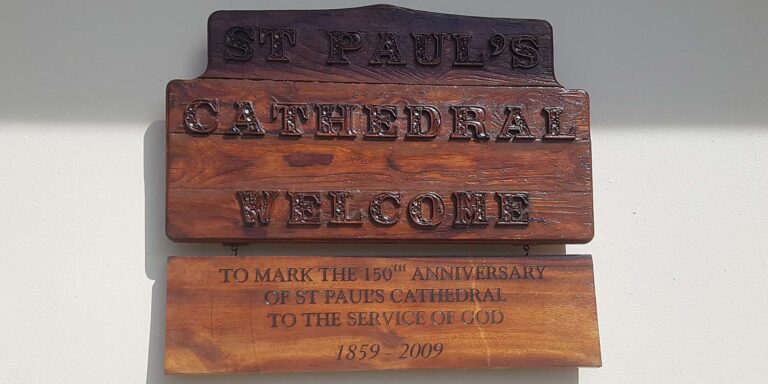 ST PAUL'S
CATHEDRAL
WELCOME
TO MARK THE 150TH ANNIVERSARY
OF ST PAUL'S CATHEDRAL
TO THE SERVICE OF GOD
1859 - 2009